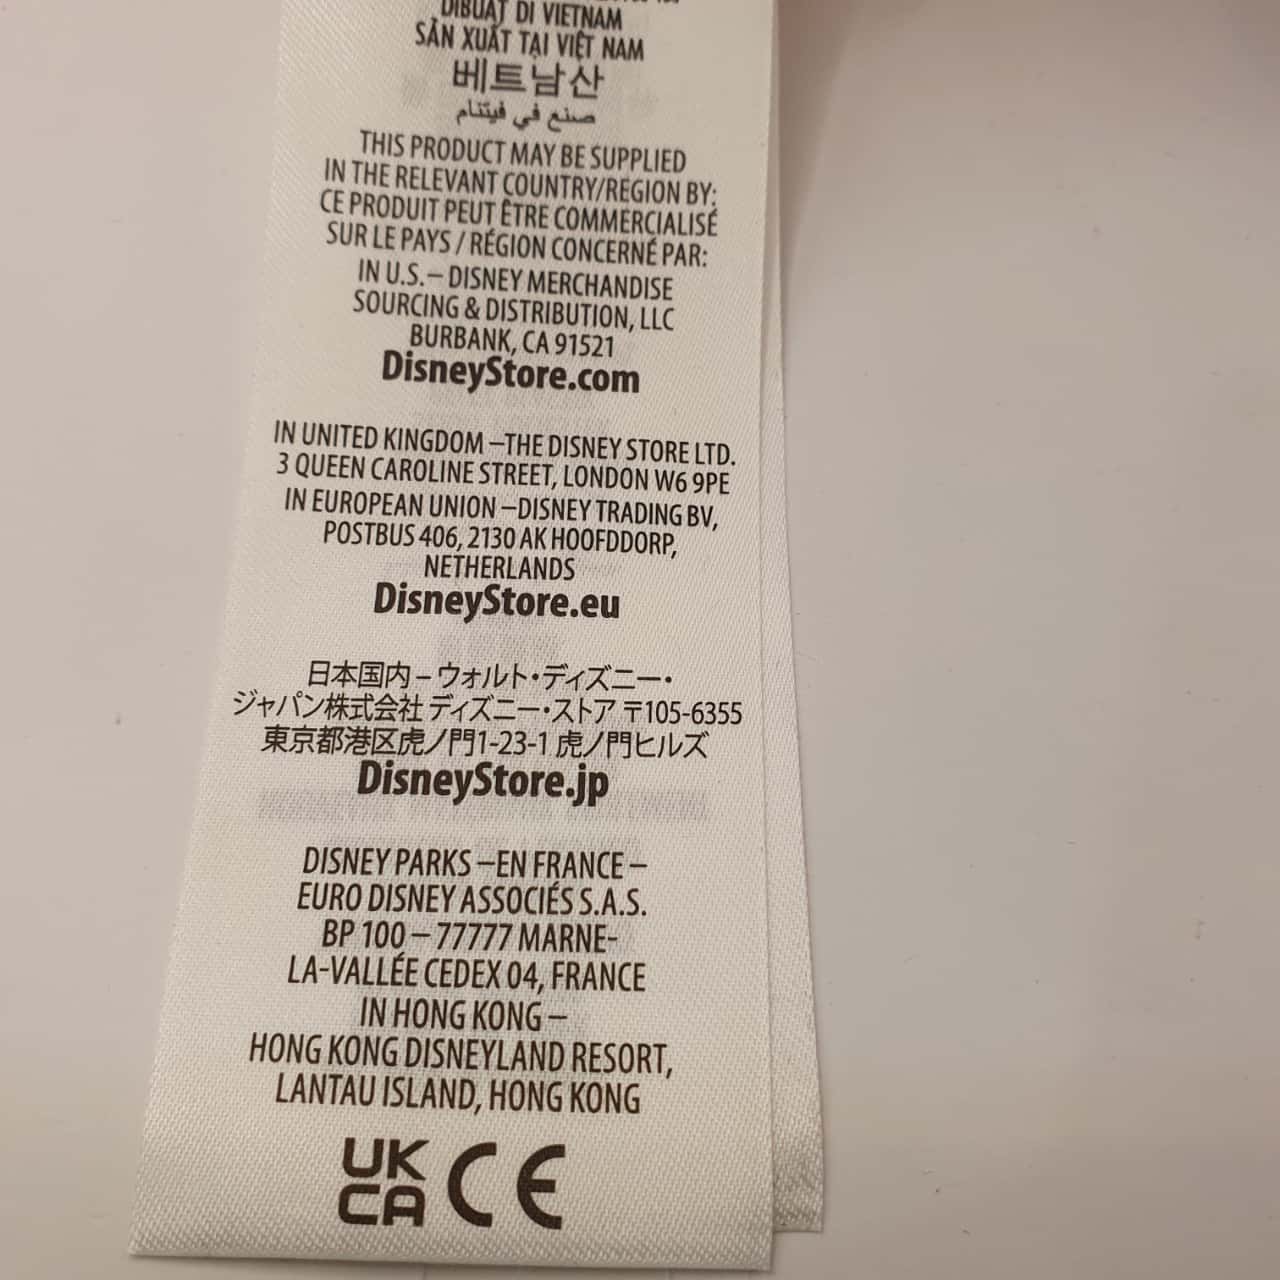 DIBUAT DI VIETNAM
SẢN XUẤT TẠI VIỆT NAM
베트남산
صنع في فيتنام
THIS PRODUCT MAY BE SUPPLIED
IN THE RELEVANT COUNTRY/REGION BY:
CE PRODUIT PEUT ÊTRE COMMERCIALISÉ
SUR LE PAYS / RÉGION CONCERNÉ PAR:
IN U.S.– DISNEY MERCHANDISE
SOURCING & DISTRIBUTION, LLC
BURBANK, CA 91521
DisneyStore.com
IN UNITED KINGDOM –THE DISNEY STORE LTD.
3 QUEEN CAROLINE STREET, LONDON W6 9PE
IN EUROPEAN UNION –DISNEY TRADING BV,
POSTBUS 406, 2130 AK HOOFDDORP,
NETHERLANDS
DisneyStore.eu
日本国内 – ウォルト・ディズニー・
ジャパン株式会社 ディズニー・ストア 〒105-6355
東京都港区虎ノ門1-23-1 虎ノ門ヒルズ
DisneyStore.jp
DISNEY PARKS –EN FRANCE –
EURO DISNEY ASSOCIÉS S.A.S.
BP 100 – 77777 MARNE-
LA-VALLÉE CEDEX 04, FRANCE
IN HONG KONG –
HONG KONG DISNEYLAND RESORT,
LANTAU ISLAND, HONG KONG
UK CA CE